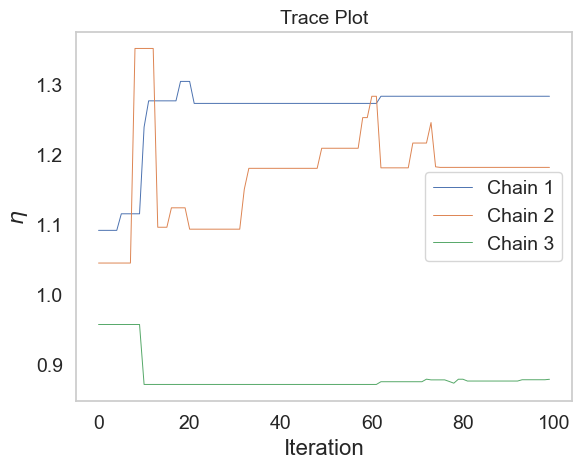 Trace Plot
1.3
1.2
1.1
1.0
0.9
η
Chain 1
Chain 2
Chain 3
0 20 40 60 80 100
Iteration